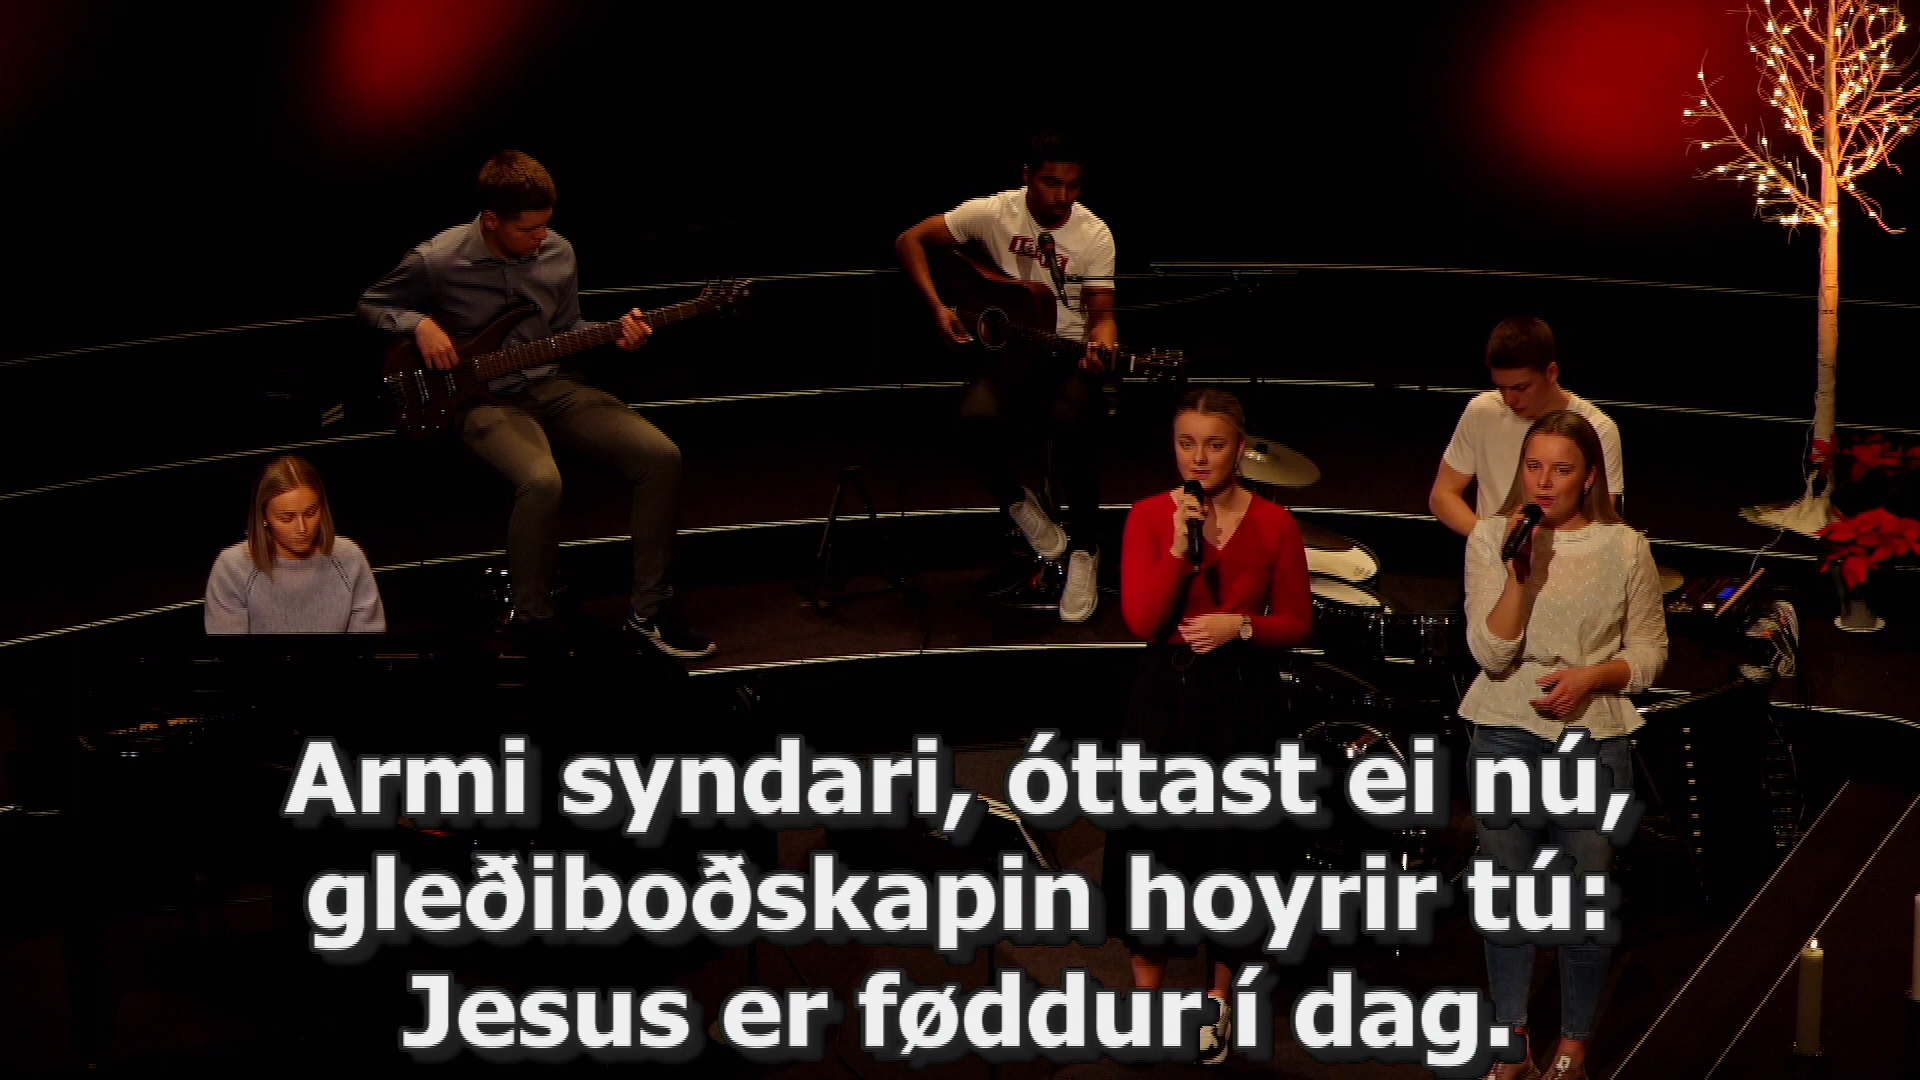 Armi syndari, óttast ei nú,
gleðiboðskapin hoyrir tú:
Jesus er føddur í dag.